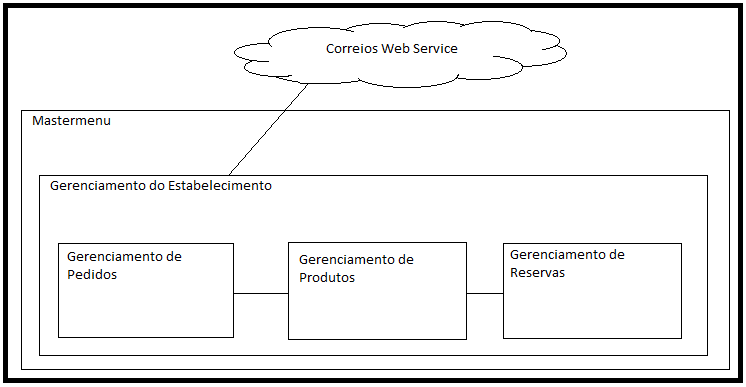 Correios Web Service
Mastermenu
Gerenciamento do Estabelecimento
Gerenciamento de
Pedidos
Gerenciamento de
Produtos
Gerenciamento de
Reservas